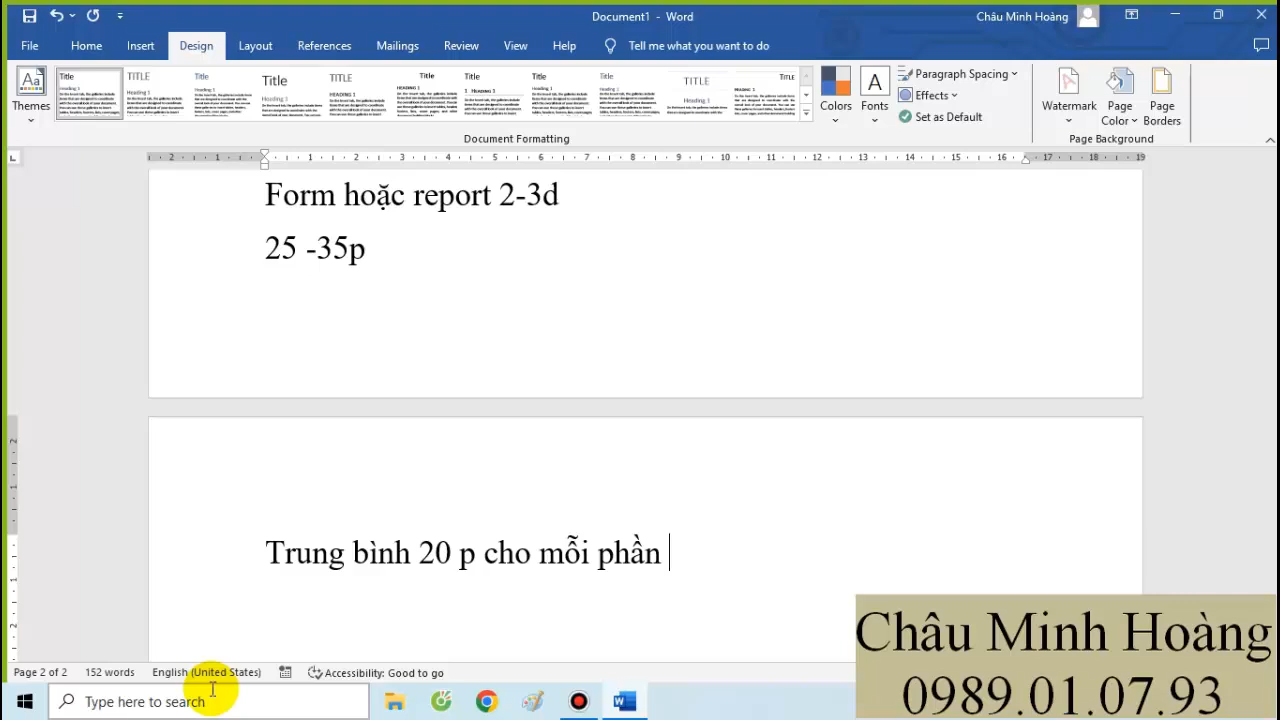 Document1 - Word
Châu Minh Hoàng
File Home Insert Design Layout References Mailings Review View Help Tell me what you want to do
Themes
Colors
Fonts
Paragraph Spacing
Effects
Set as Default
Watermark
Page Color
Page Borders
Document Formatting
Page Background
Form hoặc report 2-3d
25 -35p
Trung bình 20 p cho mỗi phần
Châu Minh Hoàng
0989.01.07.93
Page 2 of 2 152 words English (United States) Accessibility: Good to go
Type here to search